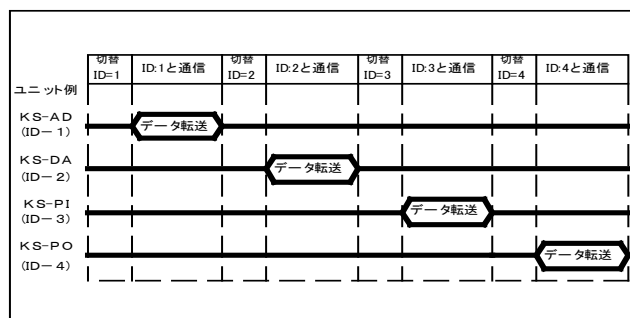 切替 ID:1と通信 切替 ID:2と通信 切替 ID:3と通信 切替 ID:4と通信
ID=1 ID=2 ID=3 ID=4
ユニット例
KS-AD
(ID-1)
データ転送
KS-DA
(ID-2)
データ転送
KS-PI
(ID-3)
データ転送
KS-PO
(ID-4)
データ転送